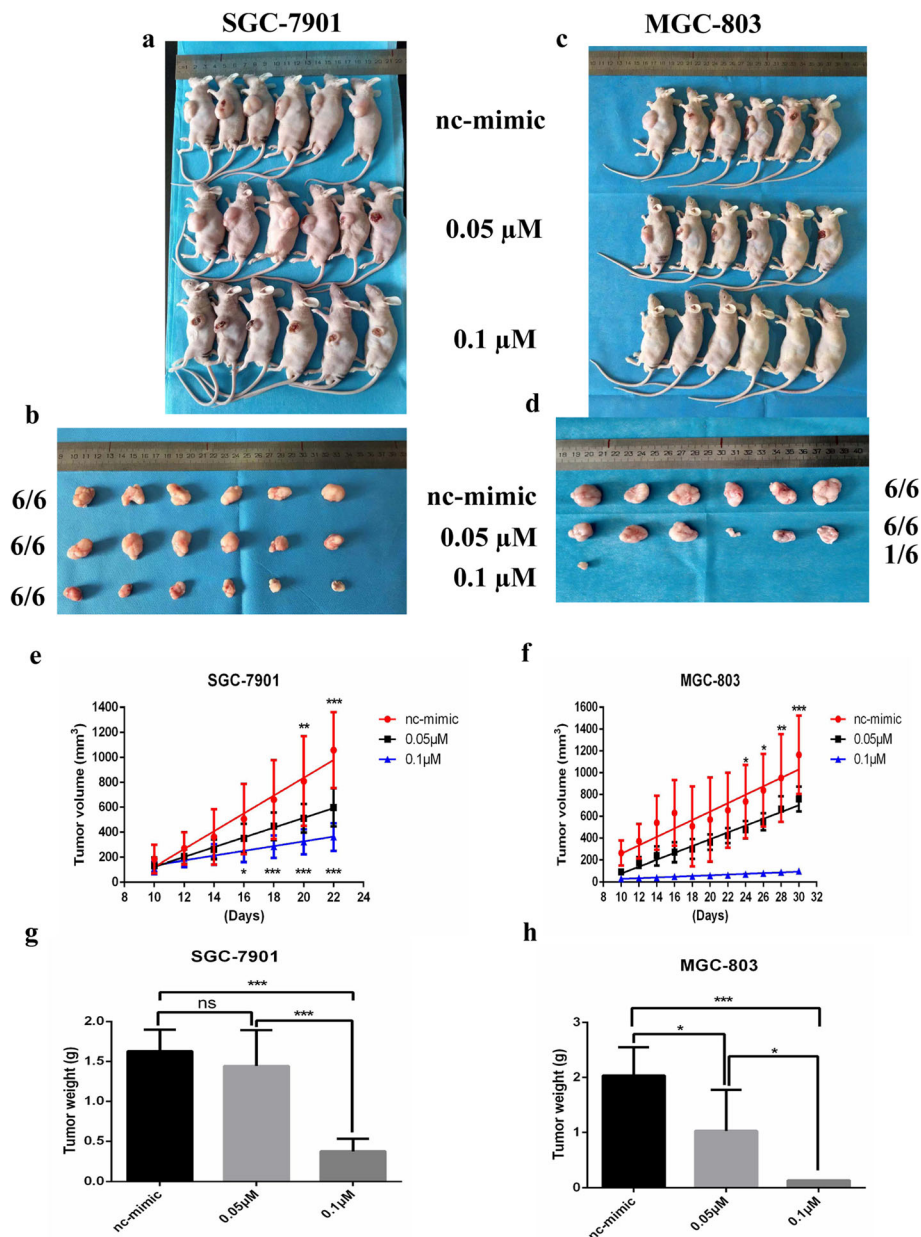 SGC-7901
MGC-803
a
c
nc-mimic
0.05 µM
0.1 µM
b
d
6/6
6/6
6/6
nc-mimic
0.05 µM
0.1 µM
6/6
6/6
1/6
e
SGC-7901
Tumor volume (mm³)
1400
1200
1000
800
600
400
200
0
8 10 12 14 16 18 20 22 24
(Days)
** ***
* *** *** ***
nc-mimic
0.05µM
0.1µM
f
MGC-803
Tumor volume (mm³)
1600
1400
1200
1000
800
600
400
200
0
8 10 12 14 16 18 20 22 24 26 28 30 32
(Days)
* * ** ***
nc-mimic
0.05µM
0.1µM
g
SGC-7901
***
ns
***
Tumor weight (g)
2.0
1.5
1.0
0.5
0.0
nc-mimic
0.05µM
0.1µM
h
MGC-803
***
*
*
Tumor weight (g)
3
2
1
0
nc-mimic
0.05µM
0.1µM